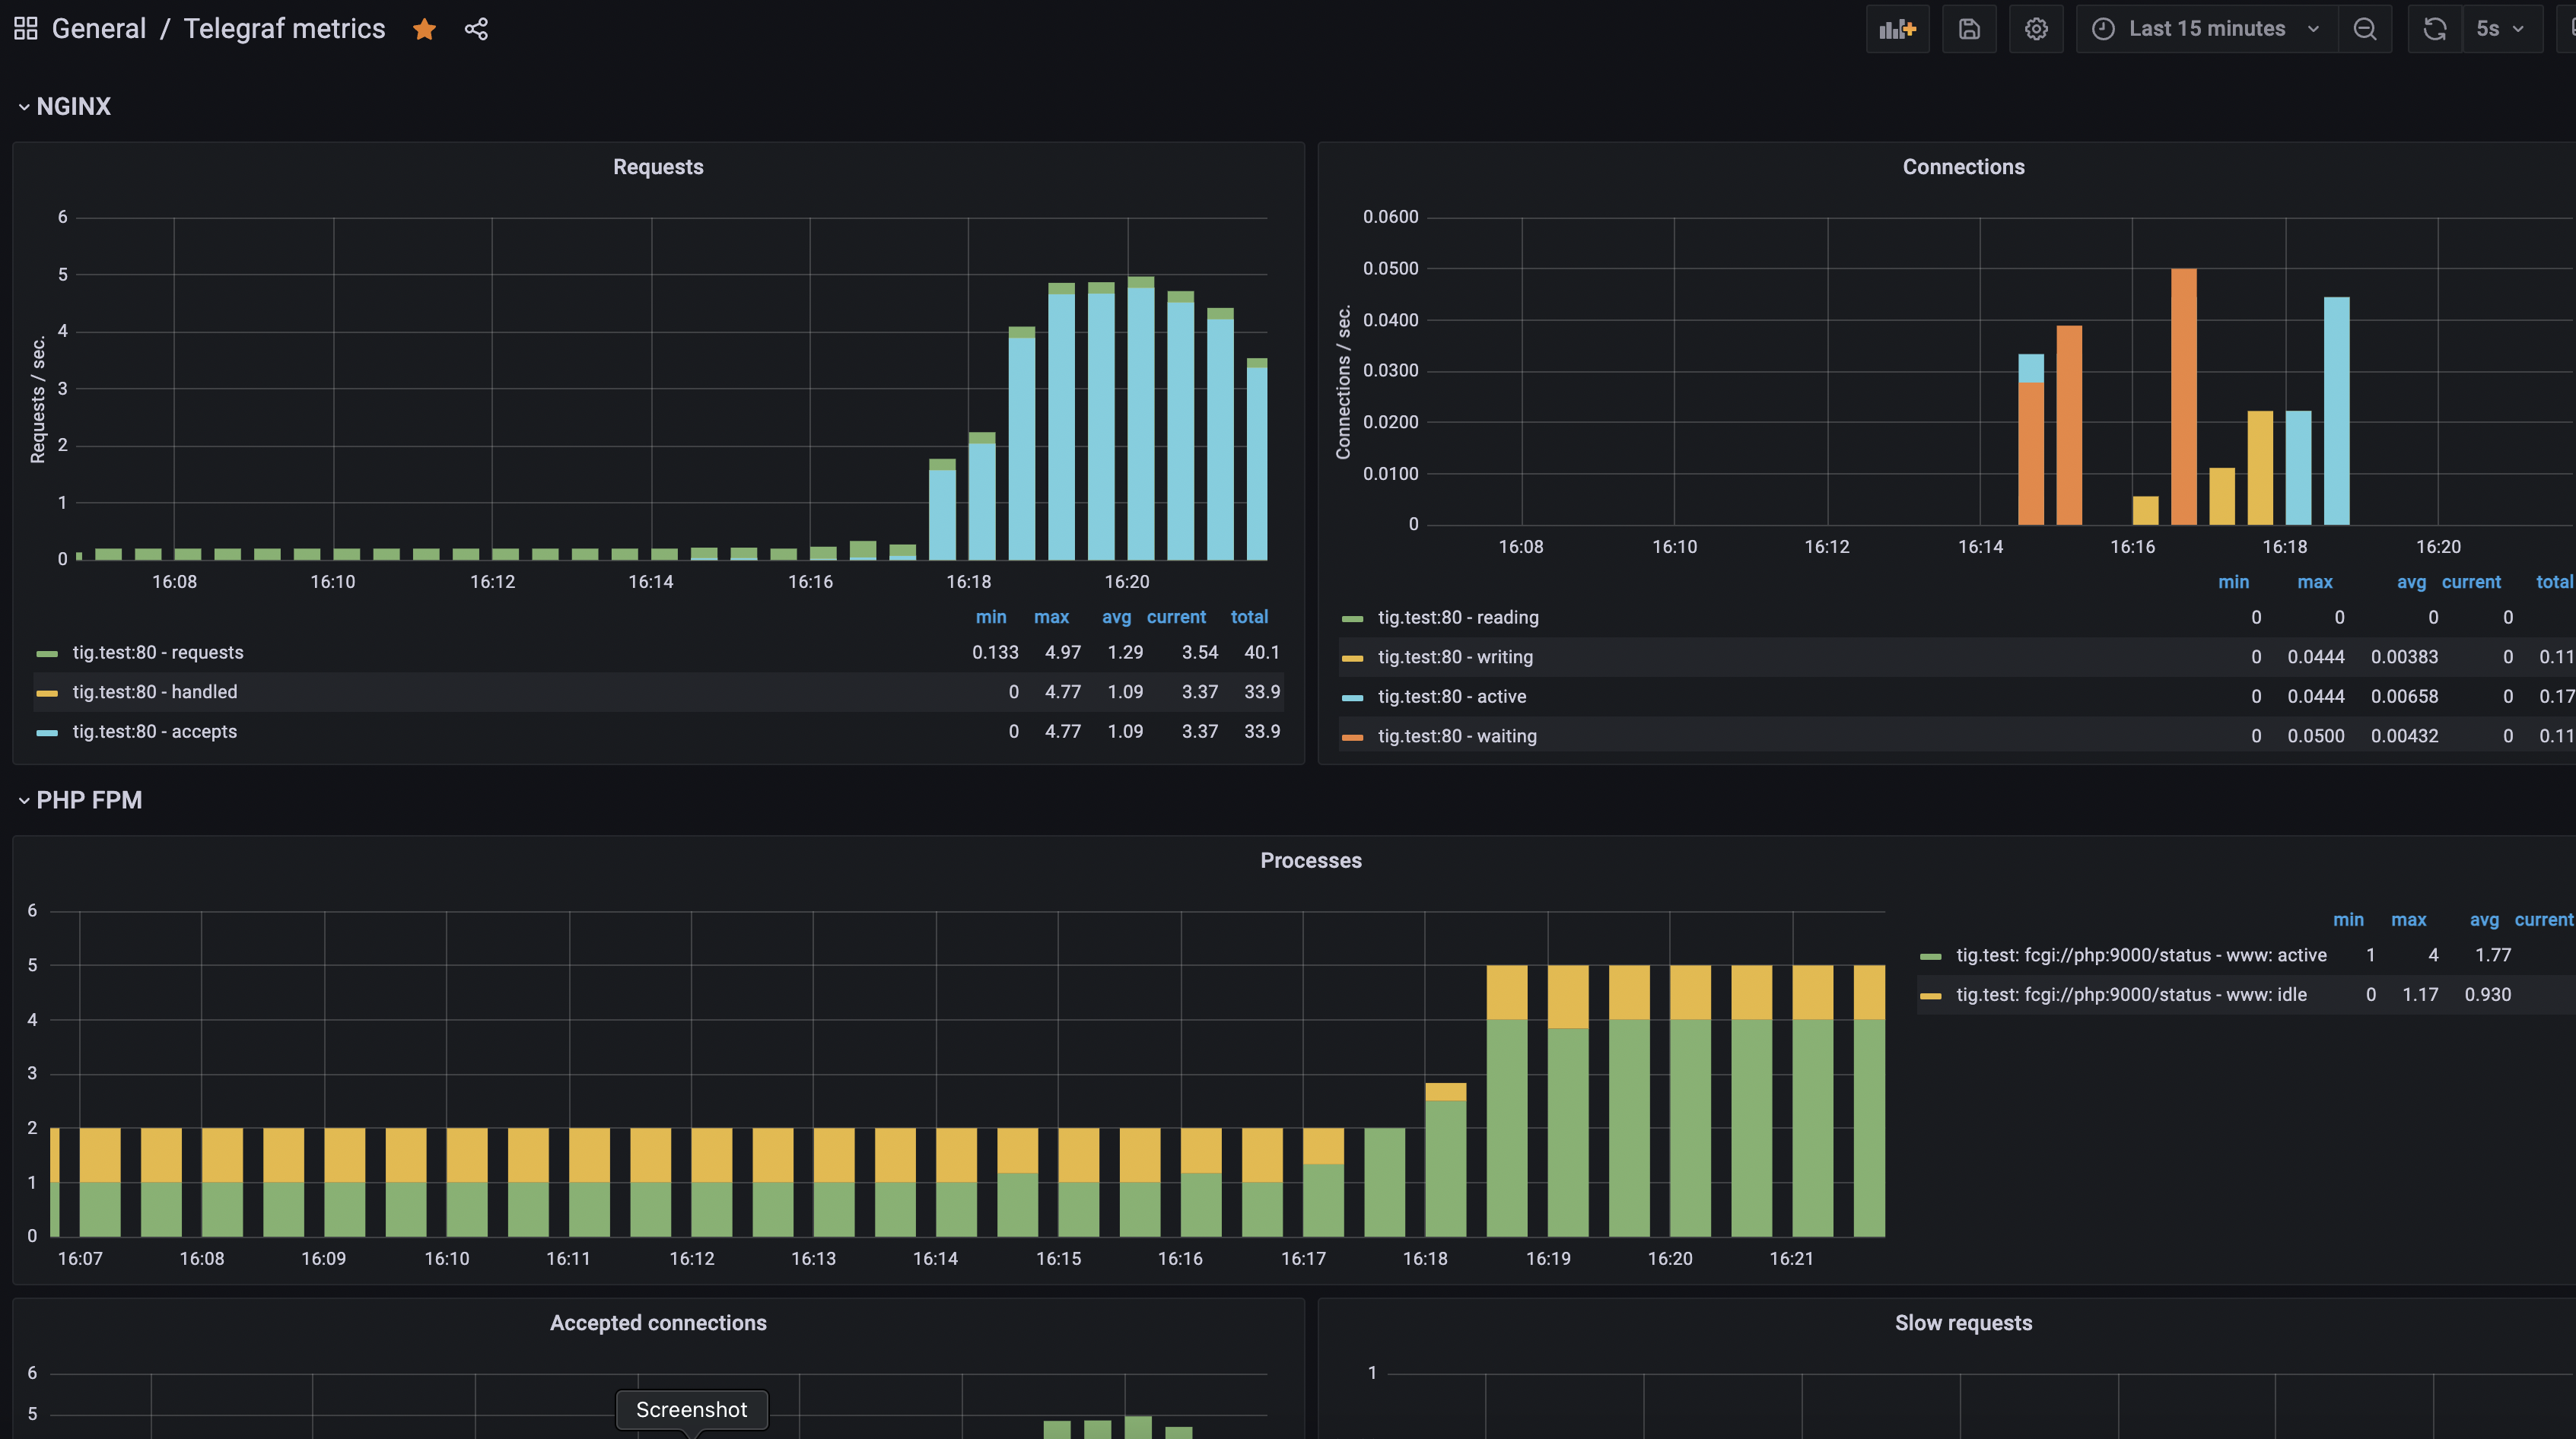 General / Telegraf metrics
Last 15 minutes
5s
NGINX
Requests
6
5
4
3
2
1
0
Requests / sec.
16:08 16:10 16:12 16:14 16:16 16:18 16:20
min max avg current total
tig.test:80 - requests 0.133 4.97 1.29 3.54 40.1
tig.test:80 - handled 0 4.77 1.09 3.37 33.9
tig.test:80 - accepts 0 4.77 1.09 3.37 33.9
Connections
0.0600
0.0500
0.0400
0.0300
0.0200
0.0100
0
Connections / sec.
16:08 16:10 16:12 16:14 16:16 16:18 16:20
min max avg current total
tig.test:80 - reading 0 0 0 0
tig.test:80 - writing 0 0.0444 0.00383 0 0.11
tig.test:80 - active 0 0.0444 0.00658 0 0.17
tig.test:80 - waiting 0 0.0500 0.00432 0 0.11
PHP FPM
Processes
6
5
4
3
2
1
0
16:07 16:08 16:09 16:10 16:11 16:12 16:13 16:14 16:15 16:16 16:17 16:18 16:19 16:20 16:21
min max avg current
tig.test: fcgi://php:9000/status - www: active 1 4 1.77
tig.test: fcgi://php:9000/status - www: idle 0 1.17 0.930
Accepted connections
6
5
Screenshot
Slow requests
1